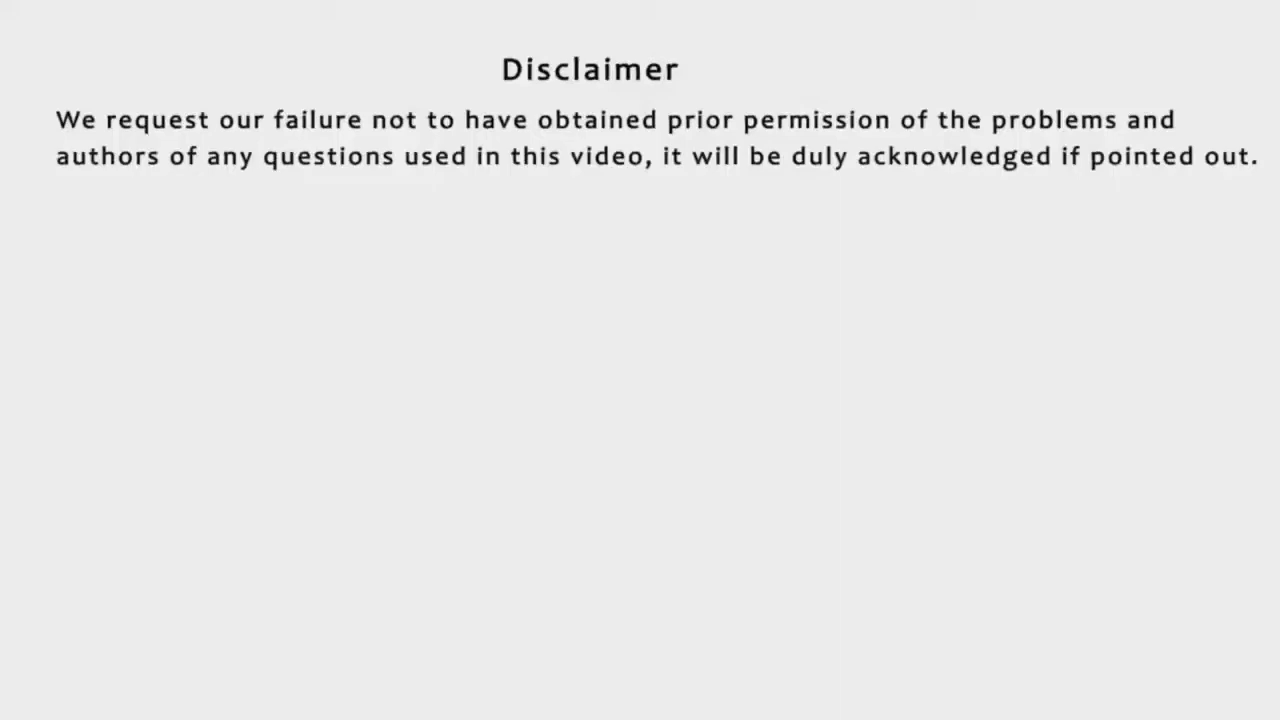 Disclaimer
We request our failure not to have obtained prior permission of the problems and
authors of any questions used in this video, it will be duly acknowledged if pointed out.